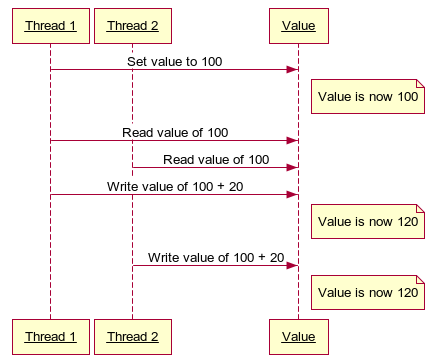 Thread 1
Thread 2
Value
Set value to 100
Value is now 100
Read value of 100
Read value of 100
Write value of 100 + 20
Value is now 120
Write value of 100 + 20
Value is now 120
Thread 1
Thread 2
Value